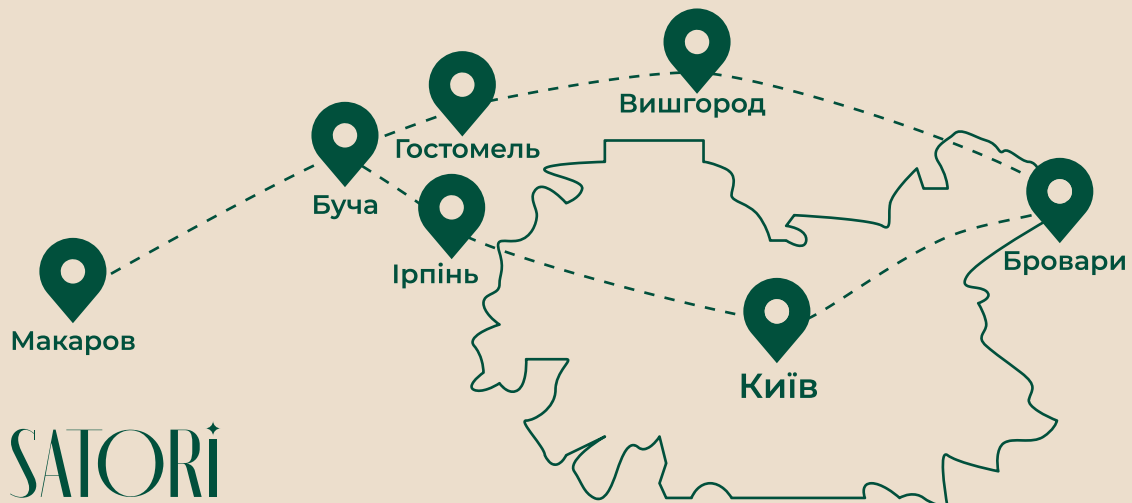 Вишгород
Гостомель
Буча
Ірпінь
Бровари
Макаров
Київ
SATORI